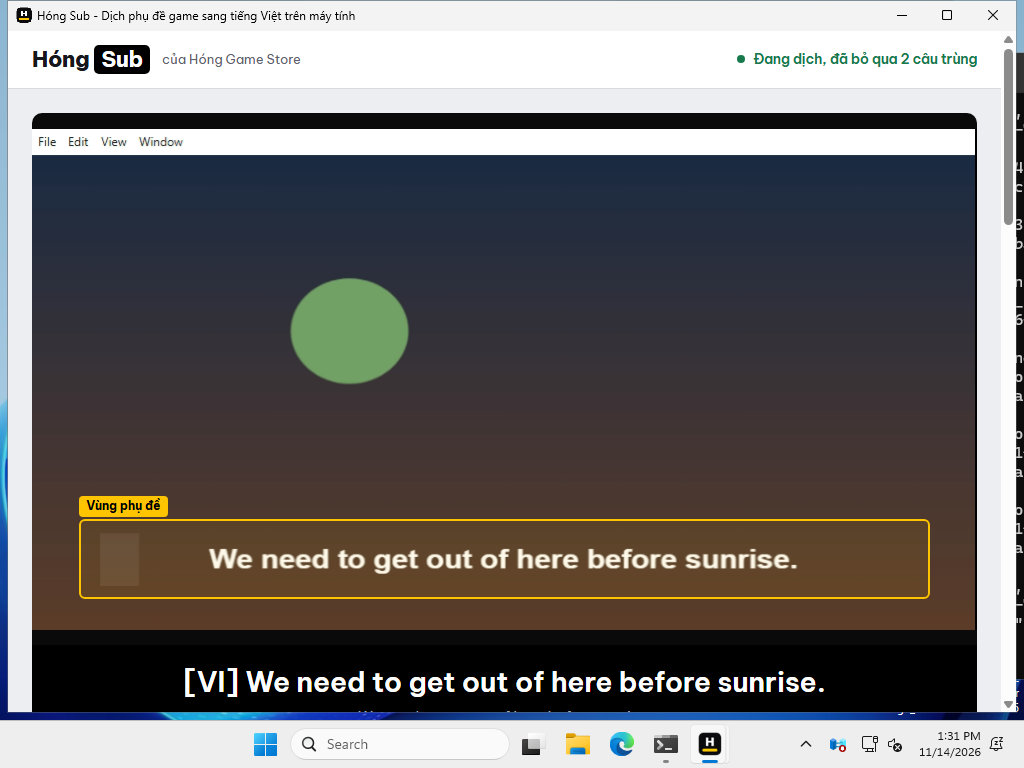 Hóng Sub - Dịch phụ đề game sang tiếng Việt trên máy tính
Hóng Sub của Hóng Game Store
Đang dịch, đã bỏ qua 2 câu trùng
File Edit View Window
Vùng phụ đề
We need to get out of here before sunrise.
[VI] We need to get out of here before sunrise.
Search
1:31 PM
11/14/2026